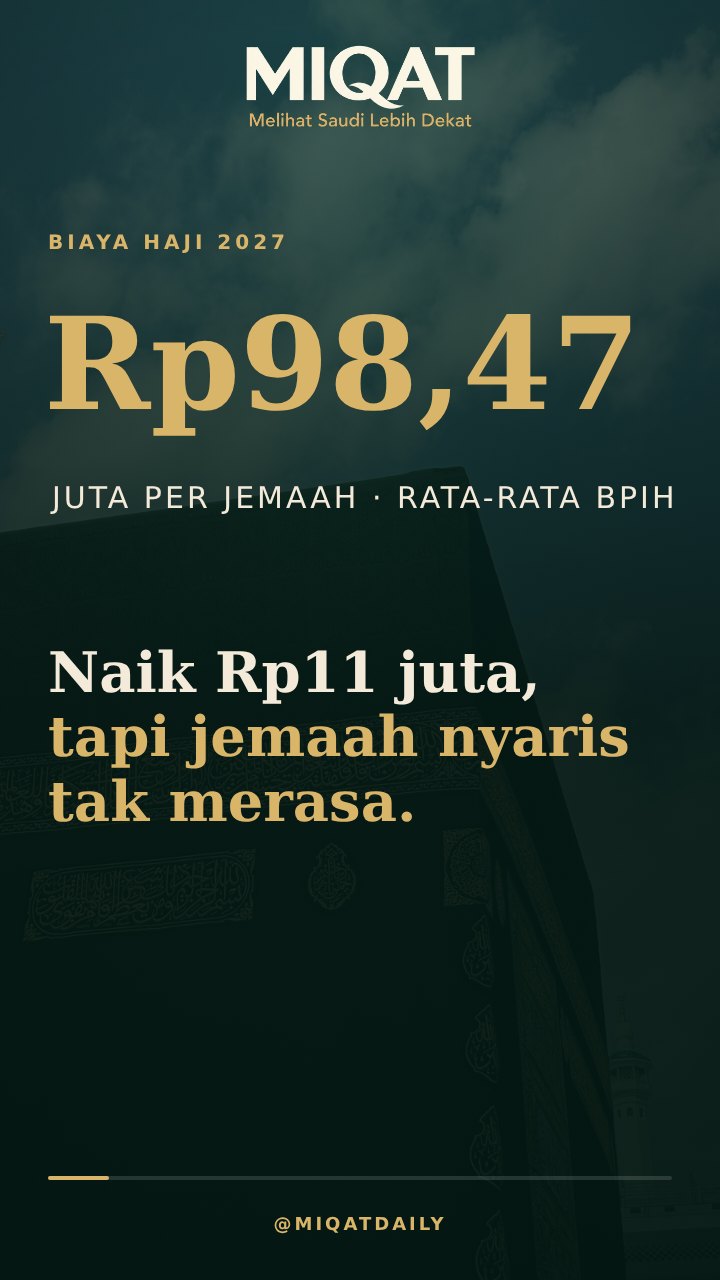 MIQAT
Melihat Saudi Lebih Dekat
BIAYA HAJI 2027
Rp98,47
JUTA PER JEMAAH · RATA-RATA BPIH
Naik Rp11 juta,
tapi jemaah nyaris
tak merasa.
@MIQATDAILY